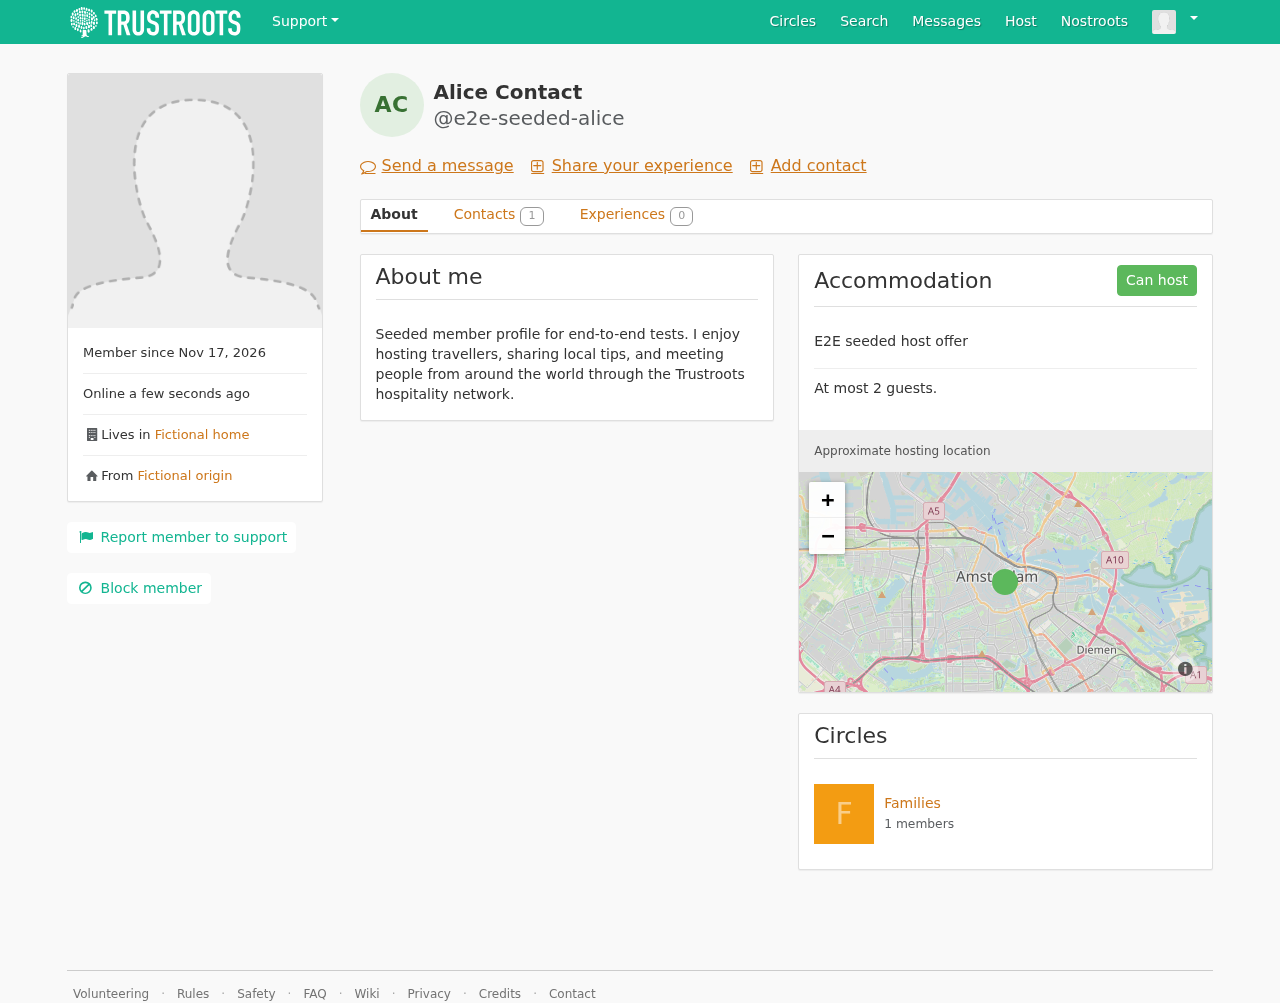 TRUSTROOTS Support Circles Search Messages Host Nostroots
AC
Alice Contact
@e2e-seeded-alice
Send a message Share your experience Add contact
About Contacts 1 Experiences 0
Member since Nov 17, 2026
Online a few seconds ago
Lives in Fictional home
From Fictional origin
Report member to support
Block member
About me
Seeded member profile for end-to-end tests. I enjoy
hosting travellers, sharing local tips, and meeting
people from around the world through the Trustroots
hospitality network.
Accommodation Can host
E2E seeded host offer
At most 2 guests.
Approximate hosting location
+
−
A5
A10
Diemen
A1
A4
Circles
F
Families
1 members
Volunteering · Rules · Safety · FAQ · Wiki · Privacy · Credits · Contact